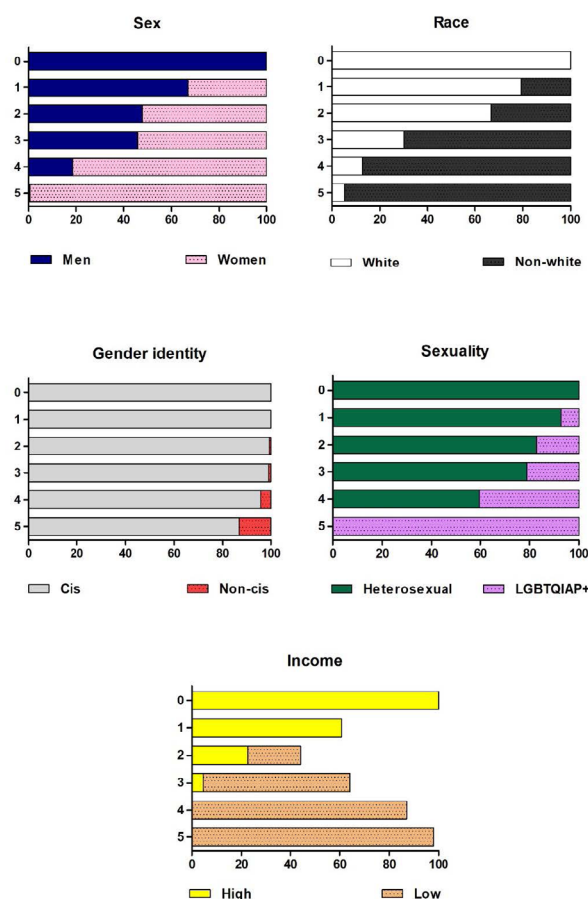 Sex
0
1
2
3
4
5
0 20 40 60 80 100
Men Women
Race
0
1
2
3
4
5
0 20 40 60 80 100
White Non-white
Gender identity
0
1
2
3
4
5
0 20 40 60 80 100
Cis Non-cis
Sexuality
0
1
2
3
4
5
0 20 40 60 80 100
Heterosexual LGBTQIAP+
Income
0
1
2
3
4
5
0 20 40 60 80 100
High Low